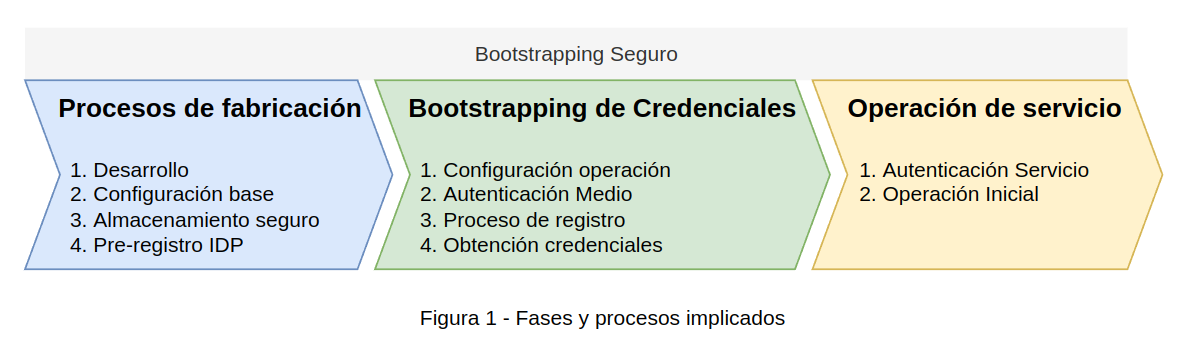 Bootstrapping Seguro
Procesos de fabricación
1. Desarrollo
2. Configuración base
3. Almacenamiento seguro
4. Pre-registro IDP
Bootstrapping de Credenciales
1. Configuración operación
2. Autenticación Medio
3. Proceso de registro
4. Obtención credenciales
Operación de servicio
1. Autenticación Servicio
2. Operación Inicial
Figura 1 - Fases y procesos implicados